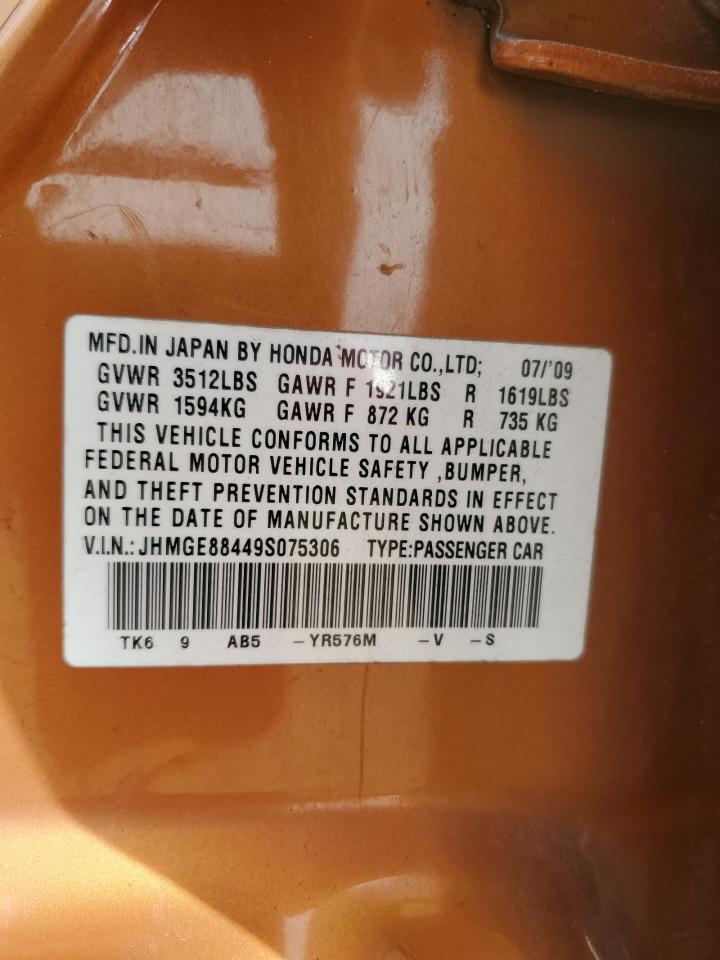 MFD.IN JAPAN BY HONDA MOTOR CO.,LTD; 07/'09
GVWR 3512LBS GAWR F 1921LBS R 1619LBS
GVWR 1594KG GAWR F 872 KG R 735 KG
THIS VEHICLE CONFORMS TO ALL APPLICABLE
FEDERAL MOTOR VEHICLE SAFETY ,BUMPER,
AND THEFT PREVENTION STANDARDS IN EFFECT
ON THE DATE OF MANUFACTURE SHOWN ABOVE.
V.I.N.: JHMGE88449S075306 TYPE:PASSENGER CAR
TK6 9 AB5 -YR576M -V -S